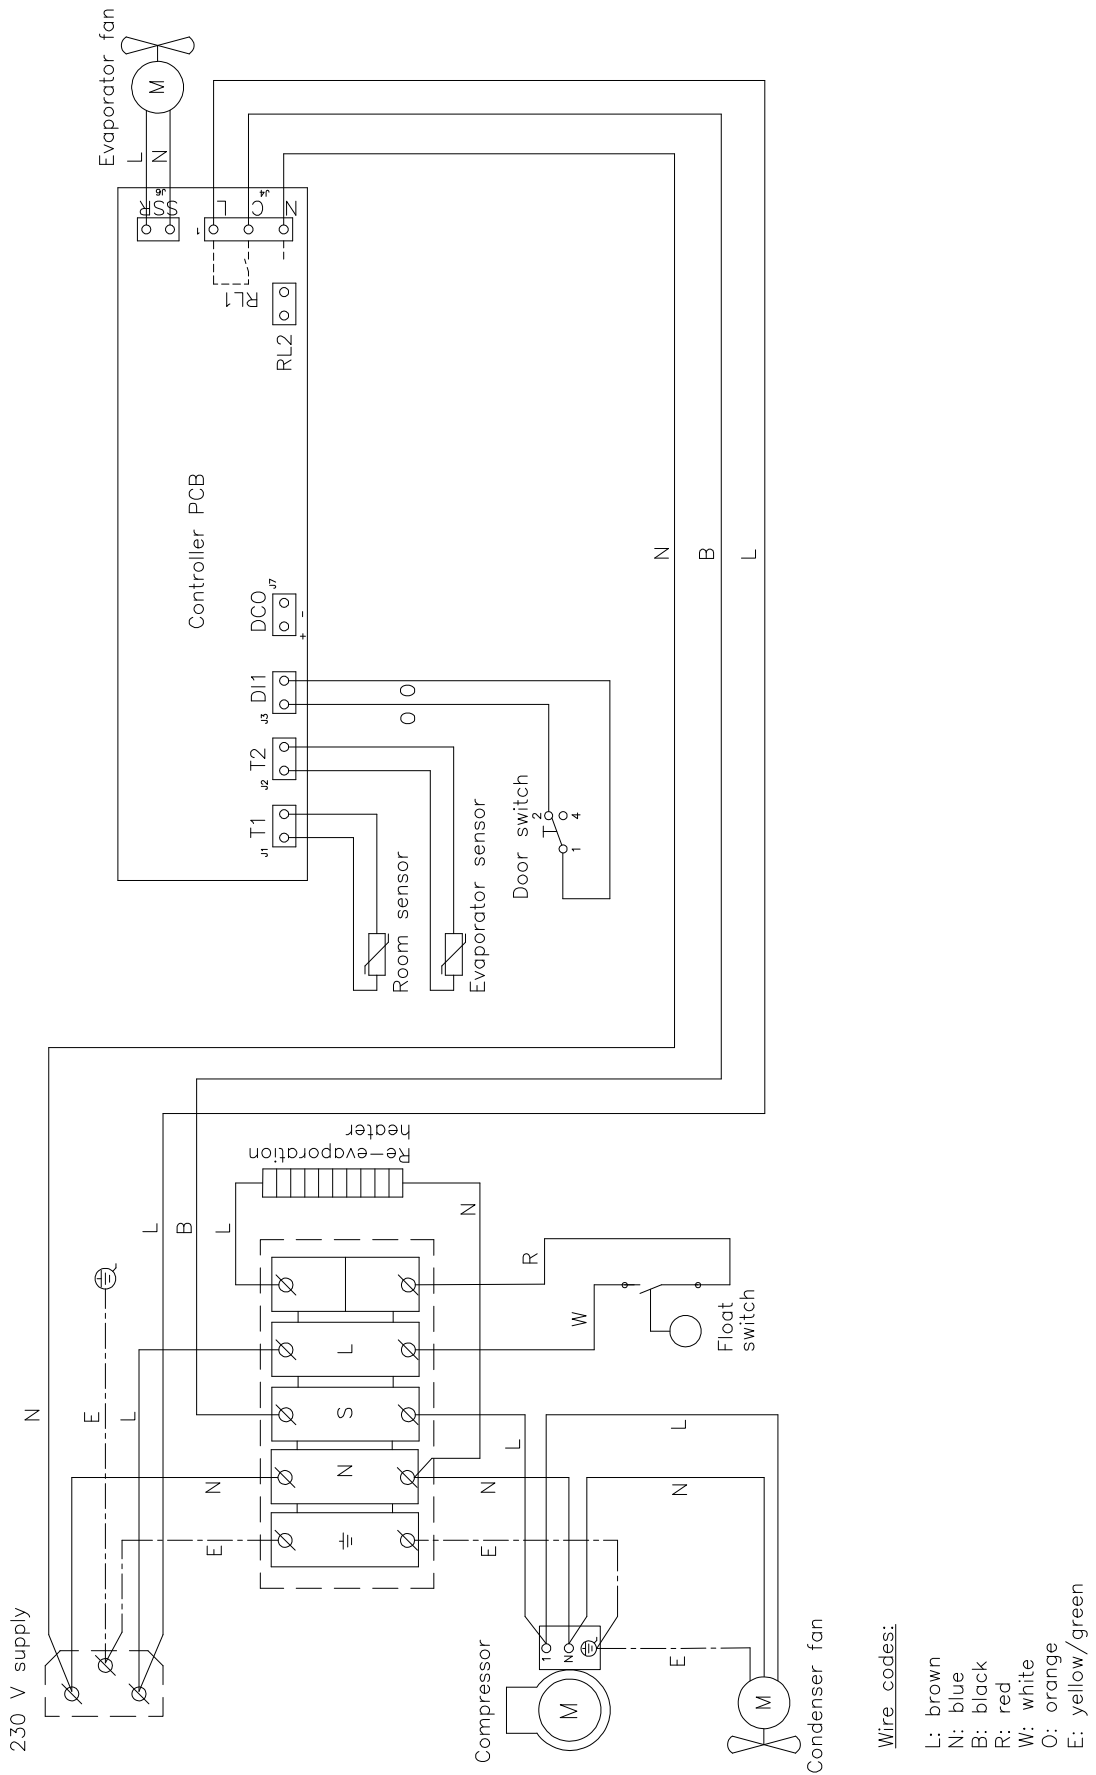 230 V supply
N
E
L
N
E
L
B
L
N
S
L
Re-evaporation
heater
N
R
W
Float
switch
L
N
E
L
N
E
Compressor
1
N
M
M
Condenser fan
Evaporator fan
M
L
N
SSR
J6
L
C
N
J4
1
RL1
RL2
Controller PCB
DCO
J7
+ -
DI1
J3
T2
J2
T1
J1
O
O
Room sensor
Evaporator sensor
Door switch
2
4
1
N
B
L
Wire codes:
L: brown
N: blue
B: black
R: red
W: white
O: orange
E: yellow/green